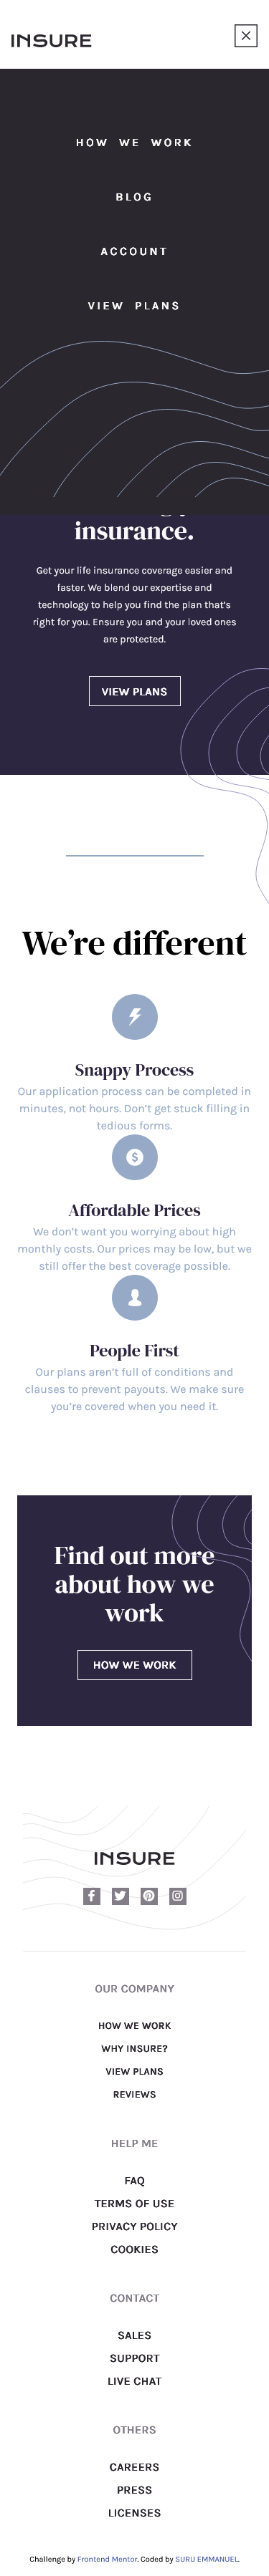 INSURE
HOW WE WORK
BLOG
ACCOUNT
VIEW PLANS
insurance.
Get your life insurance coverage easier and
faster. We blend our expertise and
technology to help you find the plan that's
right for you. Ensure you and your loved ones
are protected.
VIEW PLANS
We're different
Snappy Process
Our application process can be completed in
minutes, not hours. Don't get stuck filling in
tedious forms.
Affordable Prices
We don't want you worrying about high
monthly costs. Our prices may be low, but we
still offer the best coverage possible.
People First
Our plans aren't full of conditions and
clauses to prevent payouts. We make sure
you're covered when you need it.
Find out more
about how we
work
HOW WE WORK
INSURE
OUR COMPANY
HOW WE WORK
WHY INSURE?
VIEW PLANS
REVIEWS
HELP ME
FAQ
TERMS OF USE
PRIVACY POLICY
COOKIES
CONTACT
SALES
SUPPORT
LIVE CHAT
OTHERS
CAREERS
PRESS
LICENSES
Challenge by Frontend Mentor. Coded by SURU EMMANUEL.